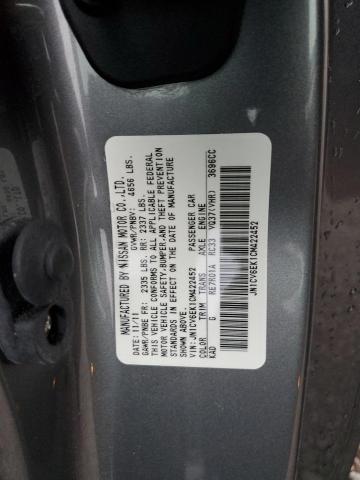 MANUFACTURED BY NISSAN MOTOR CO.,LTD.
DATE: 11/11 GVWR/PNBV: 4656 LBS.
GAWR/PNBE FR: 2335 LBS. RR: 2337 LBS.
THIS VEHICLE CONFORMS TO ALL APPLICABLE FEDERAL
MOTOR VEHICLE SAFETY,BUMPER,AND THEFT PREVENTION
STANDARDS IN EFFECT ON THE DATE OF MANUFACTURE
SHOWN ABOVE.
VIN: JN1CV6EK1CM422452 PASSENGER CAR
COLOR TRIM TRANS AXLE ENGINE
KAD G RE7R01A RC33 VQ37(VHR) 3696CC
JN1CV6EK1CM422452